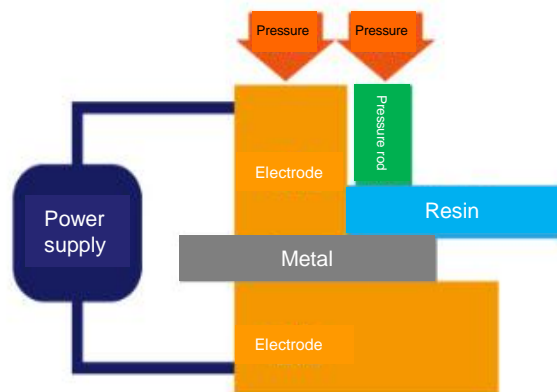 Pressure
Pressure
Pressure rod
Electrode
Resin
Power
supply
Metal
Electrode